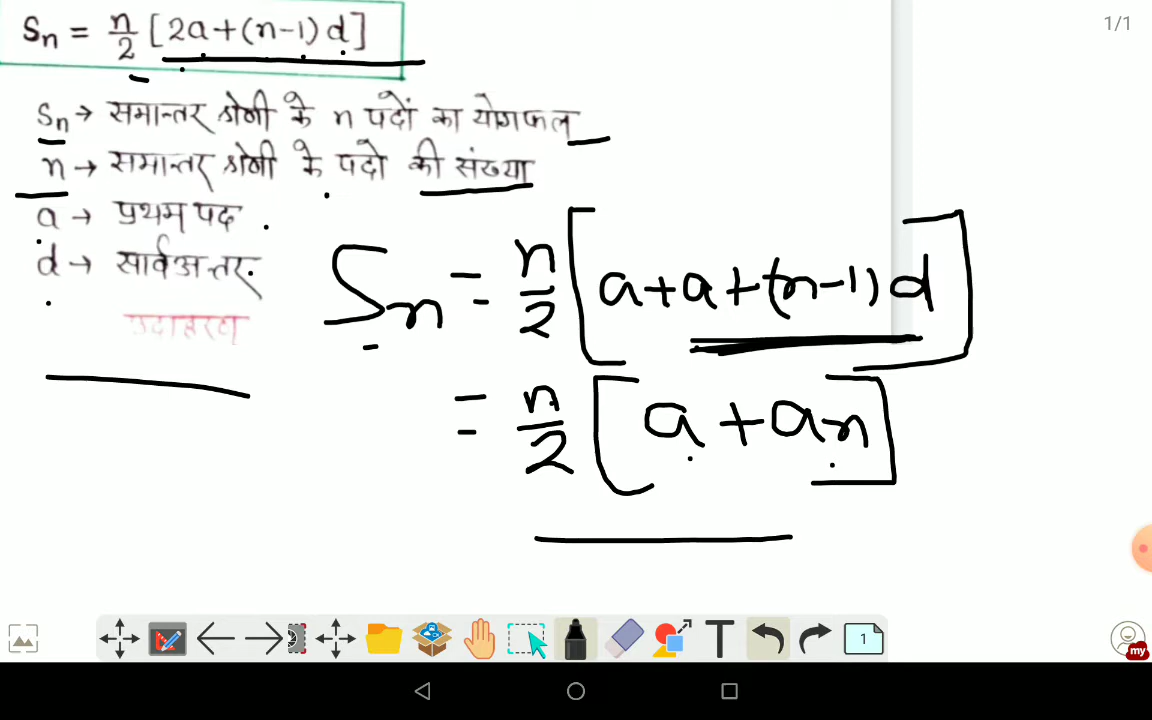 Sn = n/2 [2a+(n-1)d]
Sn → समान्तर श्रेणी के n पदों का योगफल
n → समान्तर श्रेणी के पदो की संख्या
a → प्रथम पद
d → सार्वअन्तर
उदाहरण
Sn = n/2 [a+a+(n-1)d]
= n/2 [a+an]
1/1
1
my